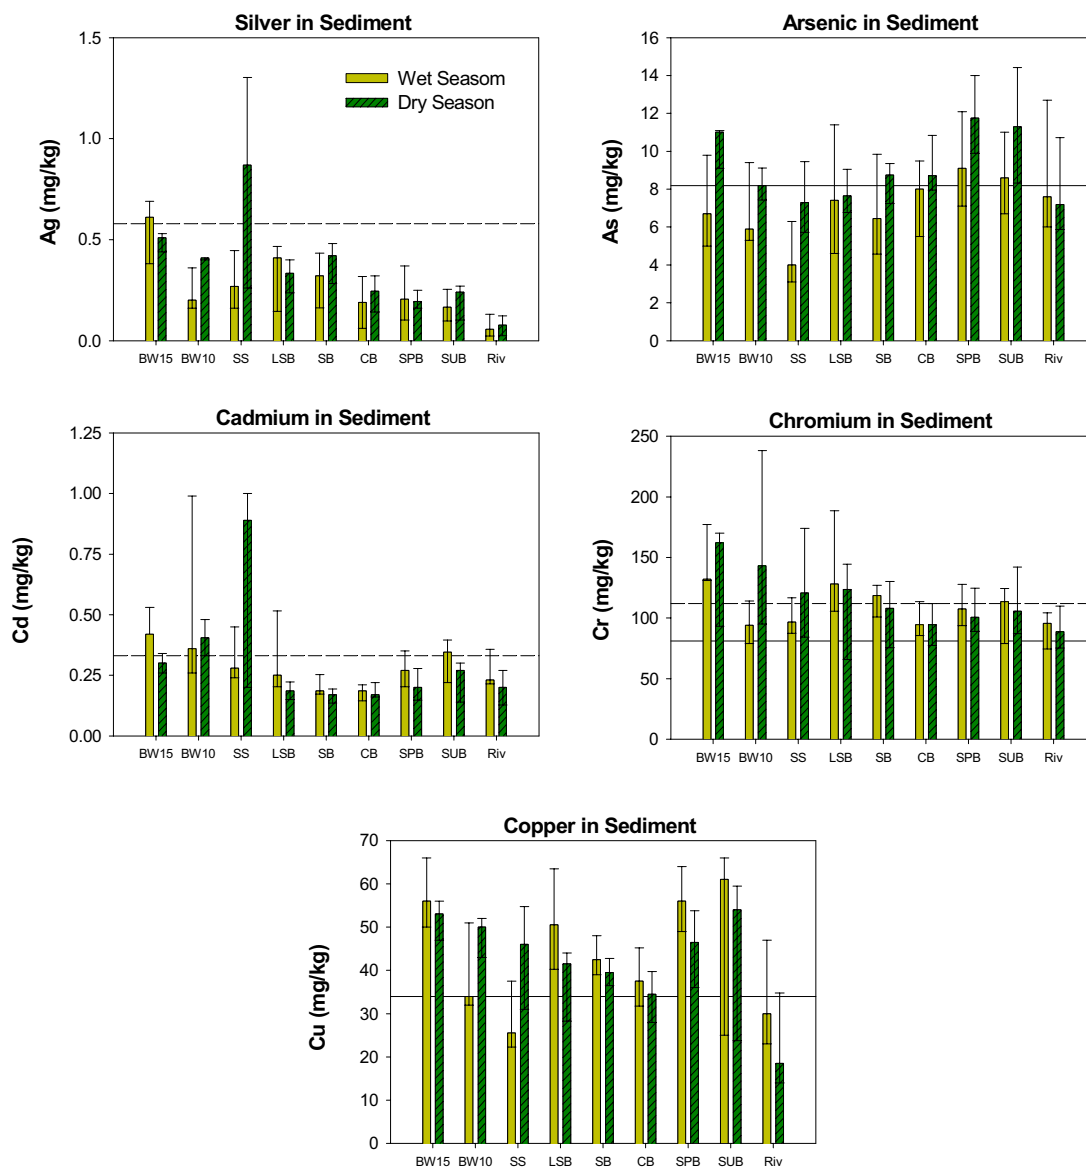 Silver in Sediment
1.5
1.0
0.5
0.0
Ag (mg/kg)
Wet Seasom
Dry Season
BW15 BW10 SS LSB SB CB SPB SUB Riv
Arsenic in Sediment
16
14
12
10
8
6
4
2
0
As (mg/kg)
BW15 BW10 SS LSB SB CB SPB SUB Riv
Cadmium in Sediment
1.25
1.00
0.75
0.50
0.25
0.00
Cd (mg/kg)
BW15 BW10 SS LSB SB CB SPB SUB Riv
Chromium in Sediment
250
200
150
100
50
0
Cr (mg/kg)
BW15 BW10 SS LSB SB CB SPB SUB Riv
Copper in Sediment
70
60
50
40
30
20
10
0
Cu (mg/kg)
BW15 BW10 SS LSB SB CB SPB SUB Riv